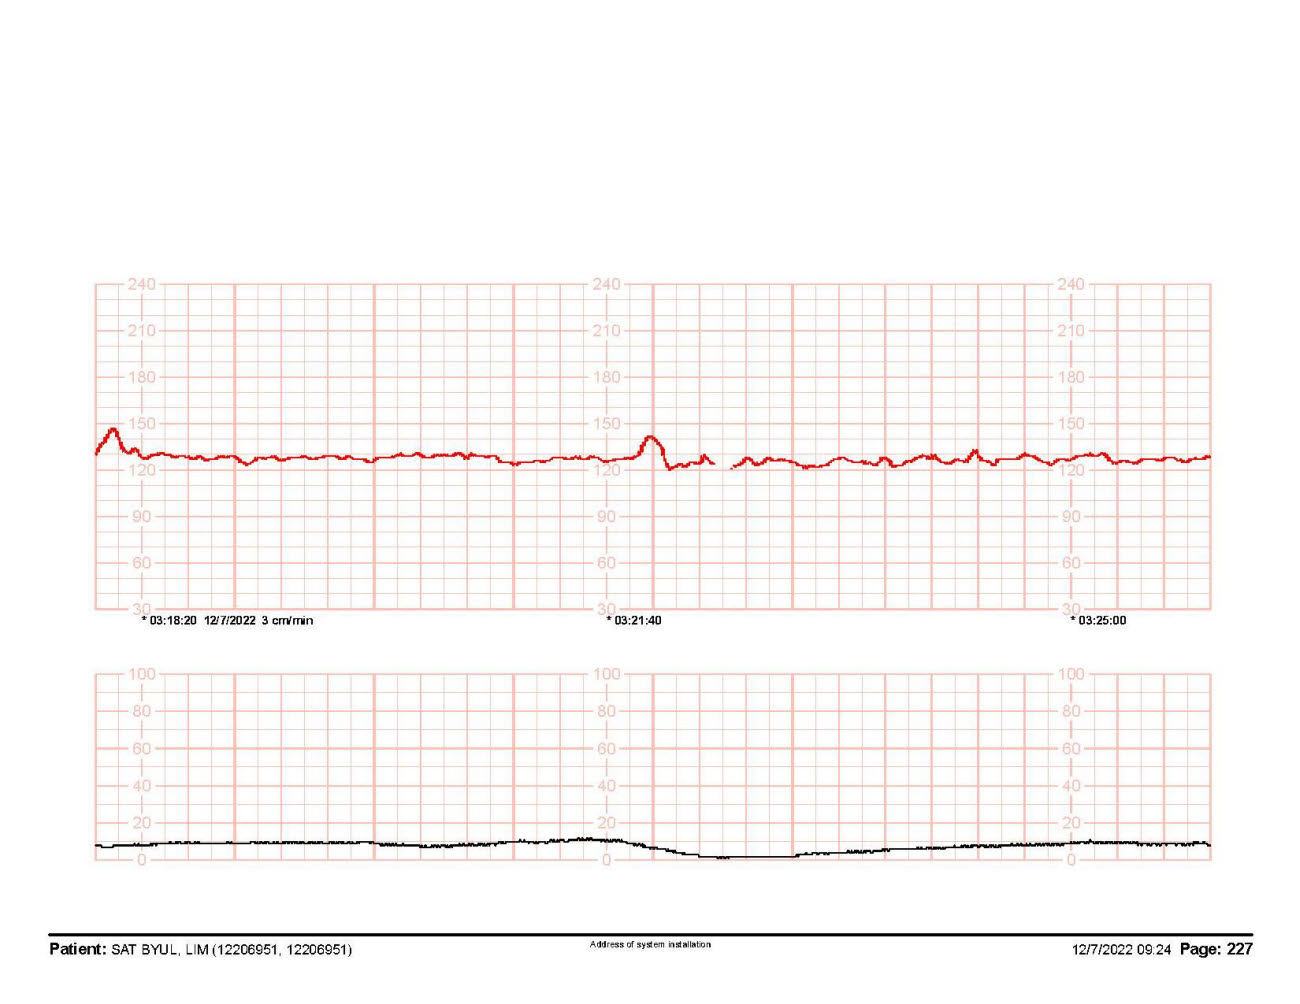 240 240 240
210 210 210
180 180 180
150 150 150
120 120 120
90 90 90
60 60 60
30 30 30
* 03:18:20 12/7/2022 3 cm/min * 03:21:40 * 03:25:00
100 100 100
80 80 80
60 60 60
40 40 40
20 20 20
0 0 0
Patient: SAT BYUL, LIM (12206951, 12206951) Address of system installation 12/7/2022 09:24 Page: 227